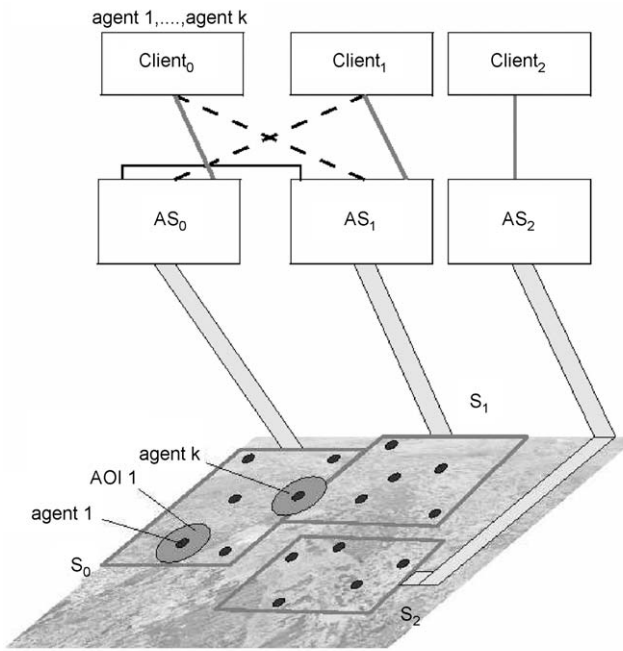 agent 1,....,agent k
Client₀
Client₁
Client₂
AS₀
AS₁
AS₂
S₁
agent k
AOI 1
agent 1
S₀
S₂